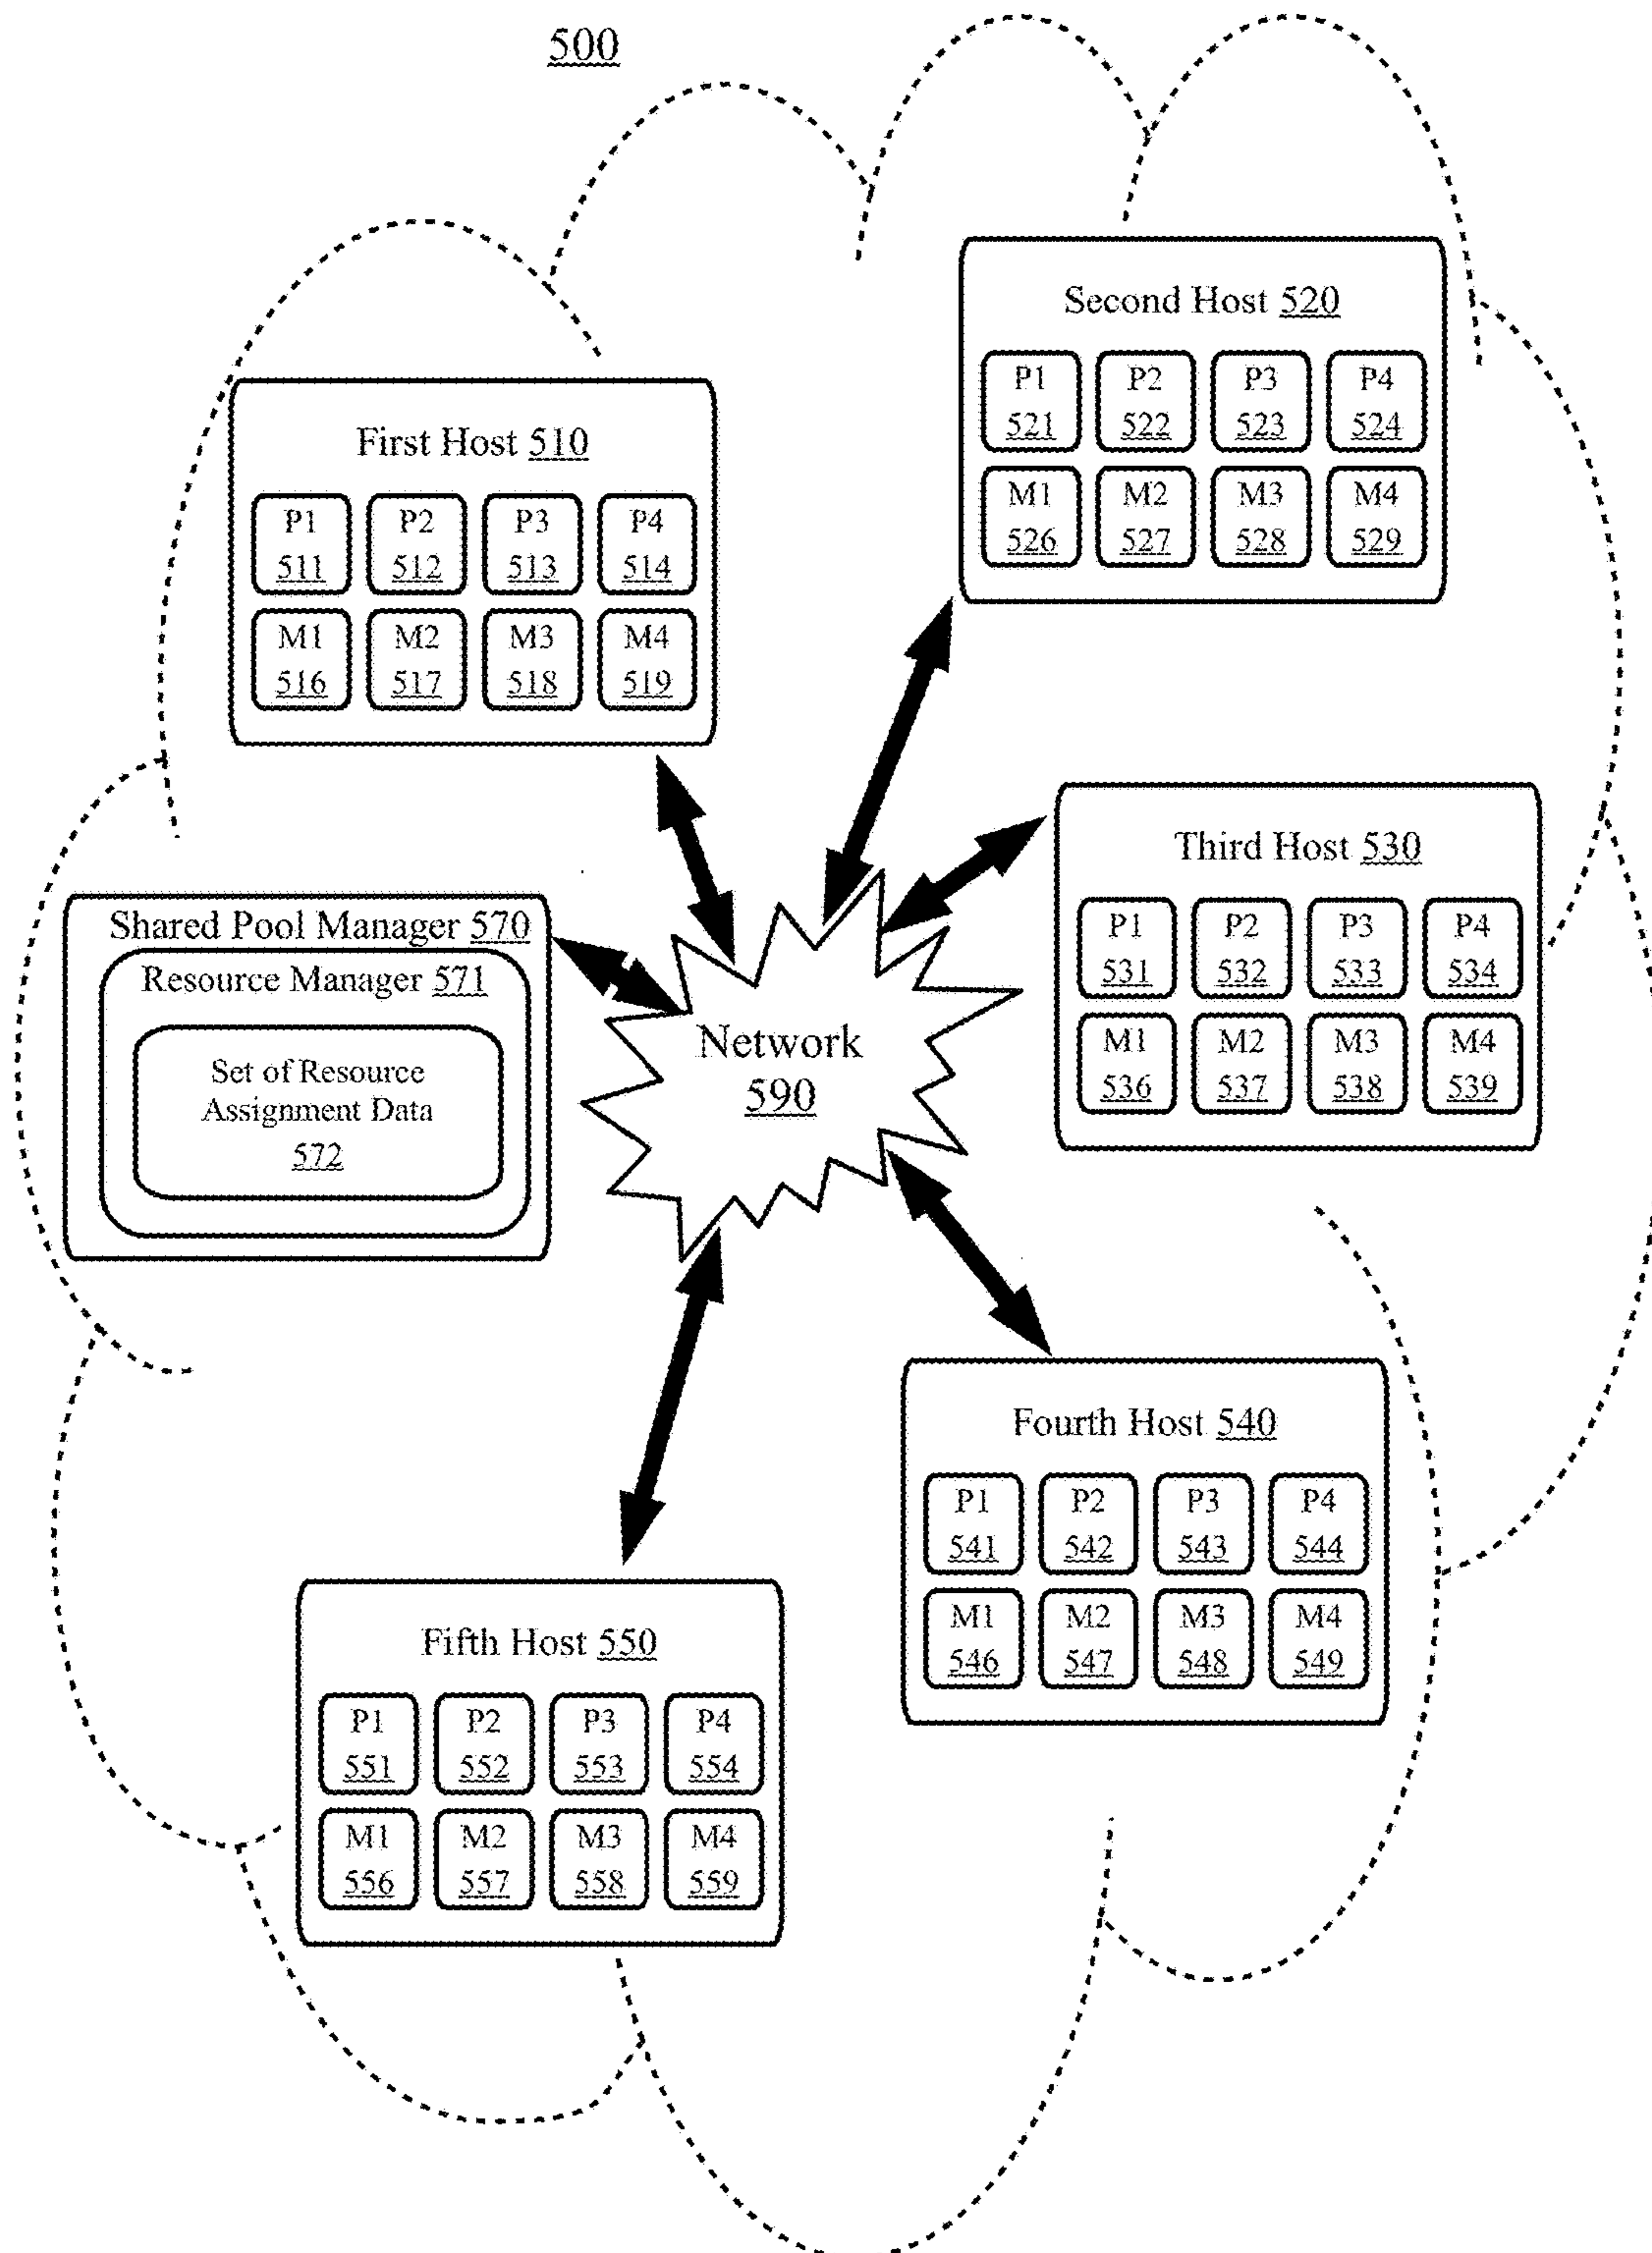 500
Second Host 520
P1 P2 P3 P4
521 522 523 524
M1 M2 M3 M4
526 527 528 529
First Host 510
P1 P2 P3 P4
511 512 513 514
M1 M2 M3 M4
516 517 518 519
Third Host 530
P1 P2 P3 P4
531 532 533 534
M1 M2 M3 M4
536 537 538 539
Shared Pool Manager 570
Resource Manager 571
Set of Resource
Assignment Data
572
Network
590
Fourth Host 540
P1 P2 P3 P4
541 542 543 544
M1 M2 M3 M4
546 547 548 549
Fifth Host 550
P1 P2 P3 P4
551 552 553 554
M1 M2 M3 M4
556 557 558 559